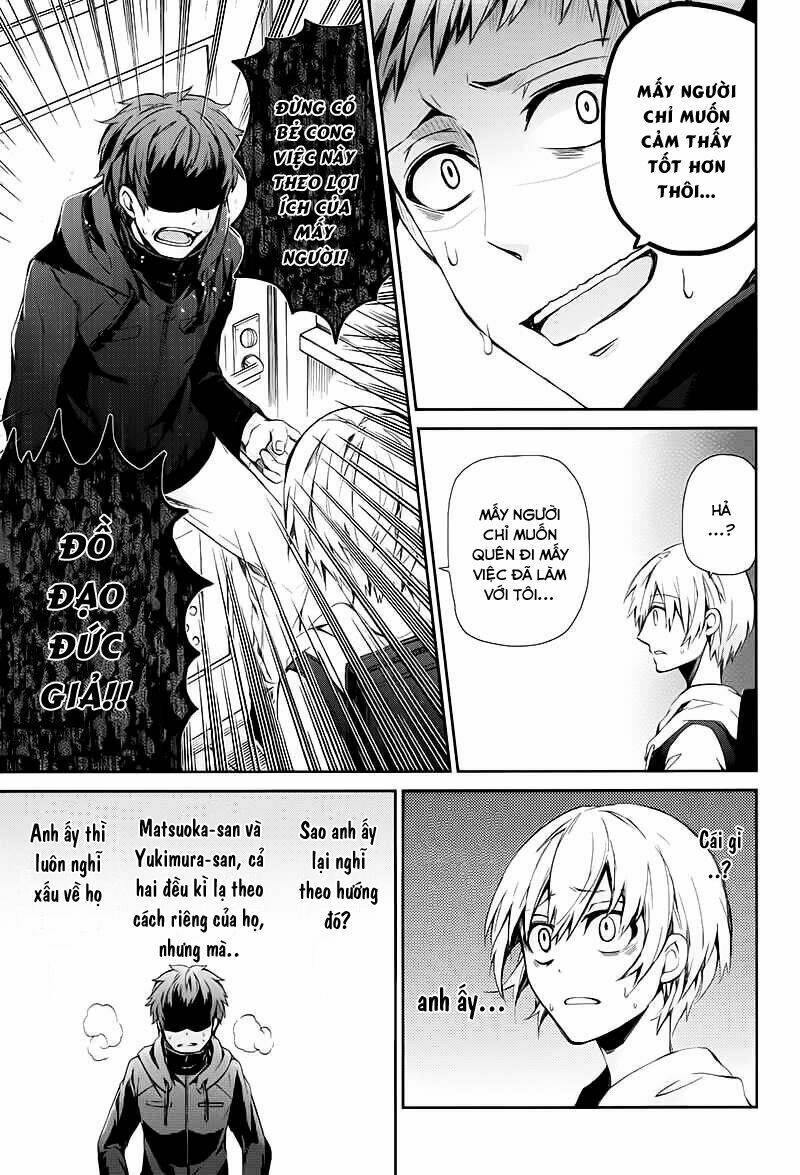 MẤY NGƯỜI
CHỈ MUỐN
CẢM THẤY
TỐT HƠN
THÔI...
ĐỪNG CÓ
BẺ CONG
VIỆC NÀY
THEO LỢI
ÍCH CỦA
MẤY
NGƯỜI!
ĐỒ
ĐẠO
ĐỨC
GIẢ!!
HẢ
...?
MẤY NGƯỜI
CHỈ MUỐN
QUÊN ĐI MẤY
VIỆC ĐÃ LÀM
VỚI TÔI...
Cái gì
..?
anh ấy...
Sao anh ấy
lại nghĩ
theo hướng
đó?
Matsuoka-san và
Yukimura-san, cả
hai đều kì lạ theo
cách riêng của họ,
nhưng mà..
Anh ấy thì
luôn nghĩ
xấu về họ